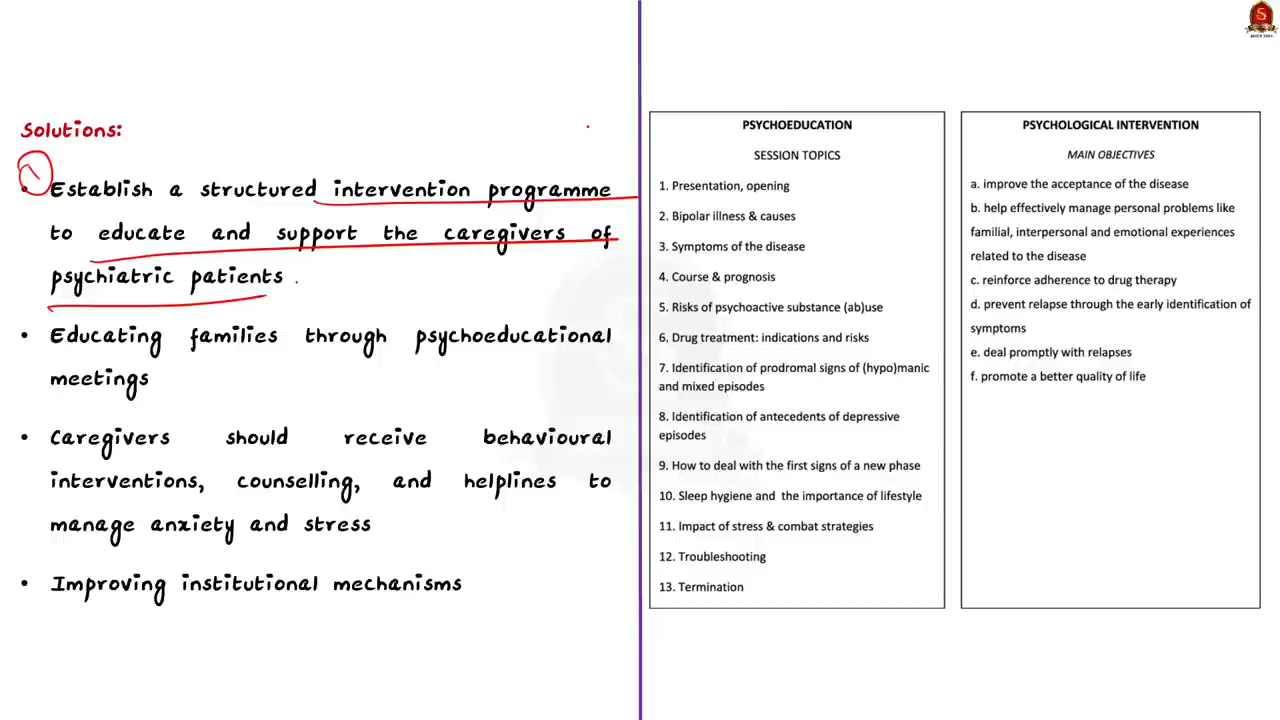 Solutions:
• Establish a structured intervention programme
to educate and support the caregivers of
psychiatric patients
• Educating families through psychoeducational
meetings
• Caregivers should receive behavioural
interventions, counselling, and helplines to
manage anxiety and stress
• Improving institutional mechanisms
PSYCHOEDUCATION
SESSION TOPICS
1. Presentation, opening
2. Bipolar illness & causes
3. Symptoms of the disease
4. Course & prognosis
5. Risks of psychoactive substance (ab)use
6. Drug treatment: indications and risks
7. Identification of prodromal signs of (hypo)manic
and mixed episodes
8. Identification of antecedents of depressive
episodes
9. How to deal with the first signs of a new phase
10. Sleep hygiene and the importance of lifestyle
11. Impact of stress & combat strategies
12. Troubleshooting
13. Termination
PSYCHOLOGICAL INTERVENTION
MAIN OBJECTIVES
a. improve the acceptance of the disease
b. help effectively manage personal problems like
familial, interpersonal and emotional experiences
related to the disease
c. reinforce adherence to drug therapy
d. prevent relapse through the early identification of
symptoms
e. deal promptly with relapses
f. promote a better quality of life